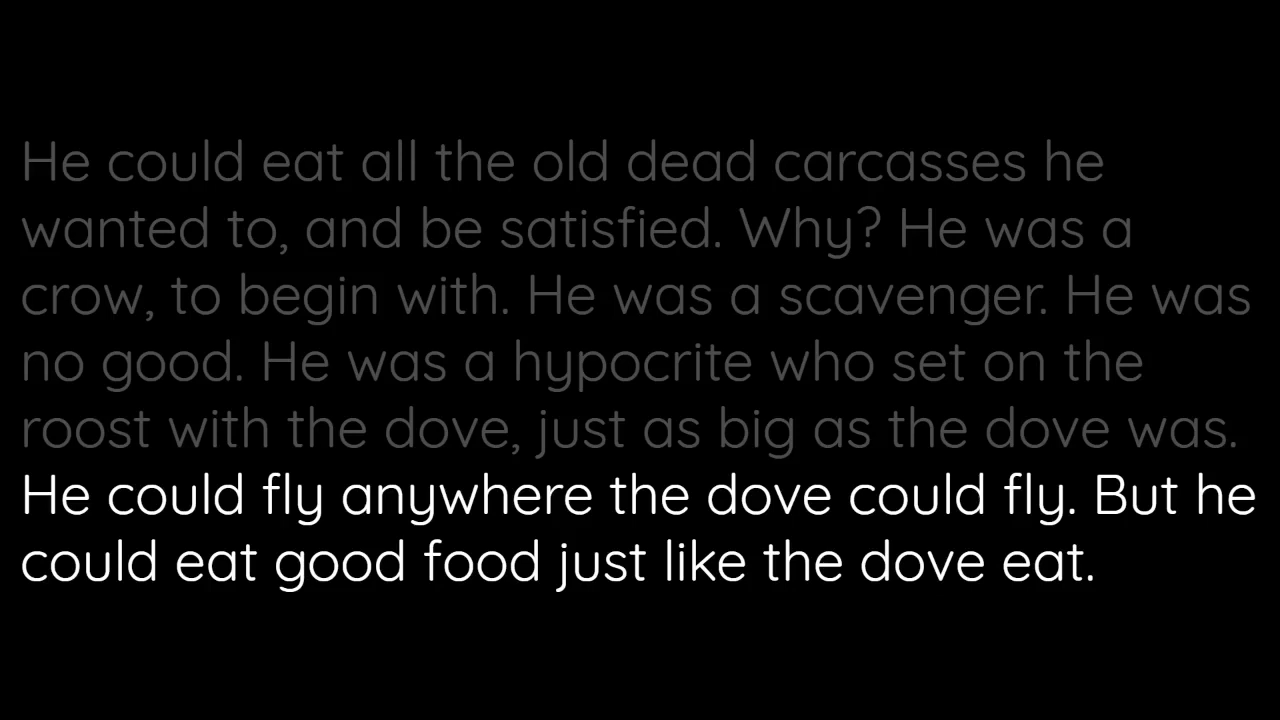 He could eat all the old dead carcasses he
wanted to, and be satisfied. Why? He was a
crow, to begin with. He was a scavenger. He was
no good. He was a hypocrite who set on the
roost with the dove, just as big as the dove was.
He could fly anywhere the dove could fly. But he
could eat good food just like the dove eat.